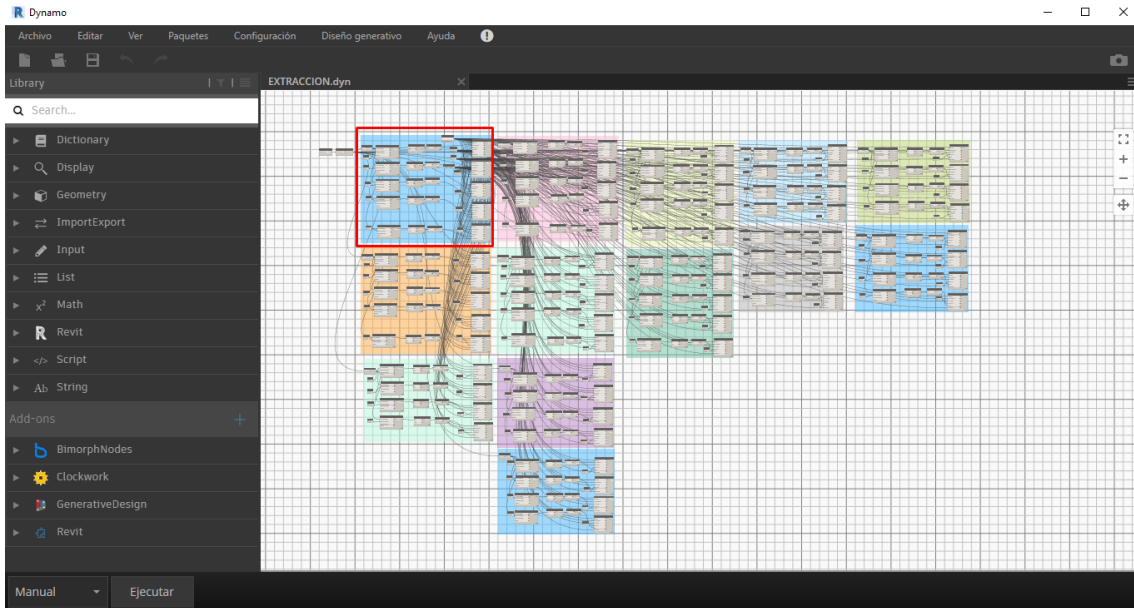 Dynamo
Archivo Editar Ver Paquetes Configuración Diseño generativo Ayuda
Library
EXTRACCION.dyn
Search...
Dictionary
Display
Geometry
ImportExport
Input
List
Math
Revit
Script
String
Add-ons
BimorphNodes
Clockwork
GenerativeDesign
Revit
Manual
Ejecutar